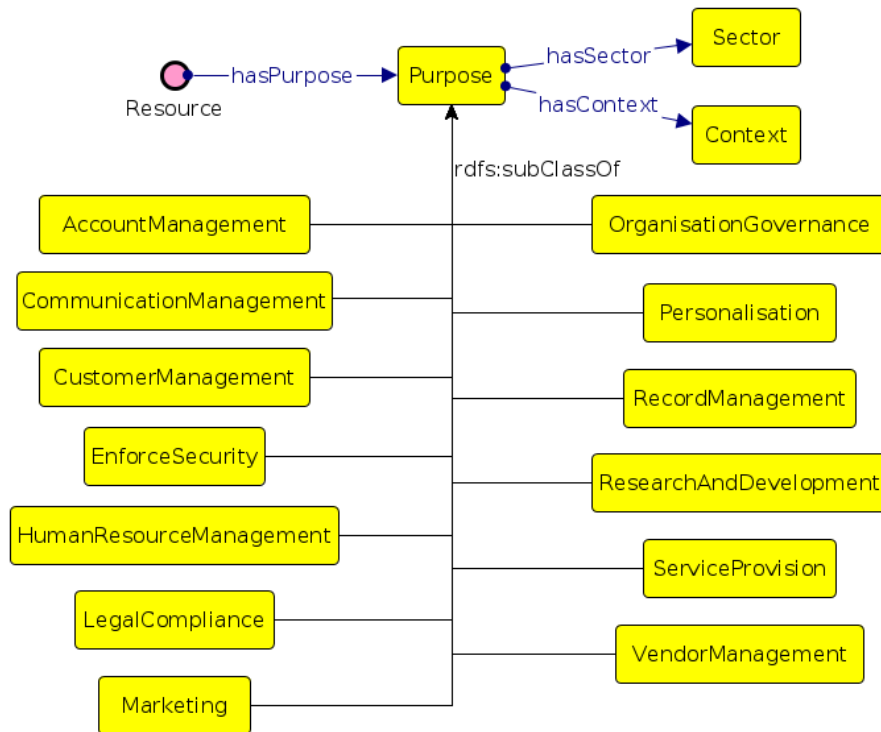 Sector
hasSector
hasPurpose
Purpose
hasContext
Resource
Context
rdfs:subClassOf
AccountManagement
OrganisationGovernance
CommunicationManagement
Personalisation
CustomerManagement
RecordManagement
EnforceSecurity
ResearchAndDevelopment
HumanResourceManagement
ServiceProvision
LegalCompliance
VendorManagement
Marketing